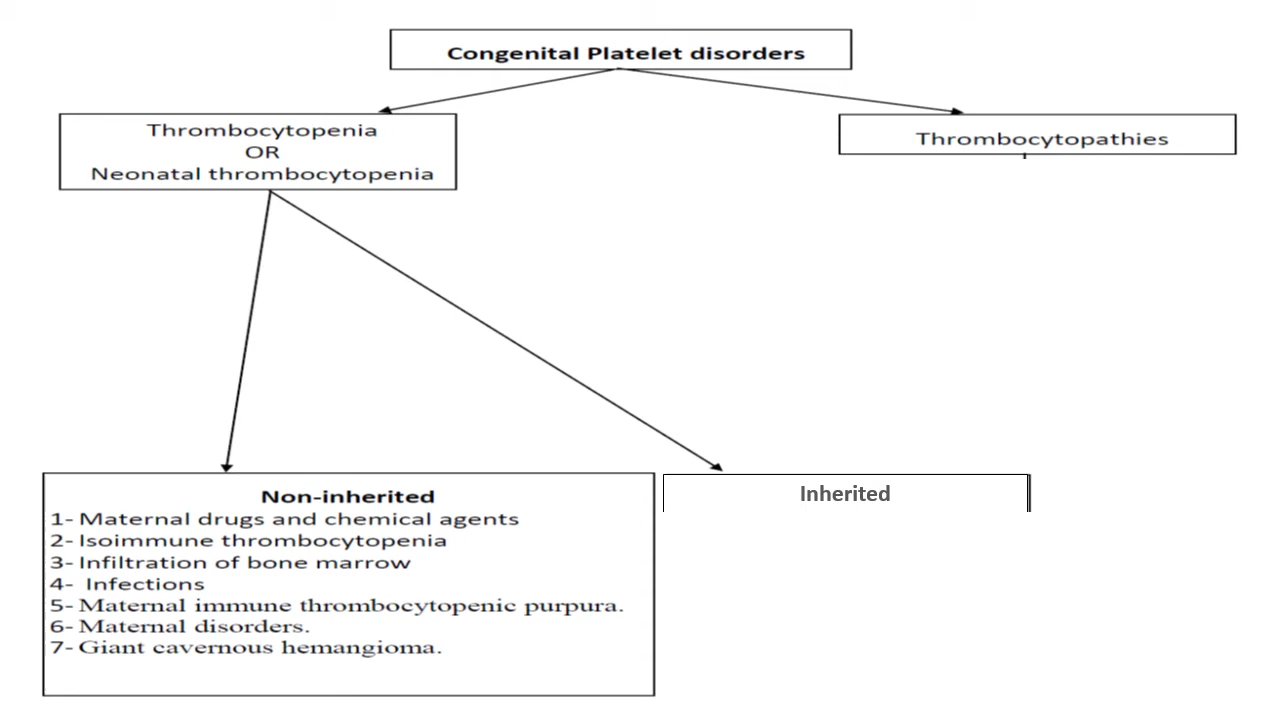 Congenital Platelet disorders
Thrombocytopenia
OR
Neonatal thrombocytopenia
Thrombocytopathies
Non-inherited
1- Maternal drugs and chemical agents
2- Isoimmune thrombocytopenia
3- Infiltration of bone marrow
4- Infections
5- Maternal immune thrombocytopenic purpura.
6- Maternal disorders.
7- Giant cavernous hemangioma.
Inherited